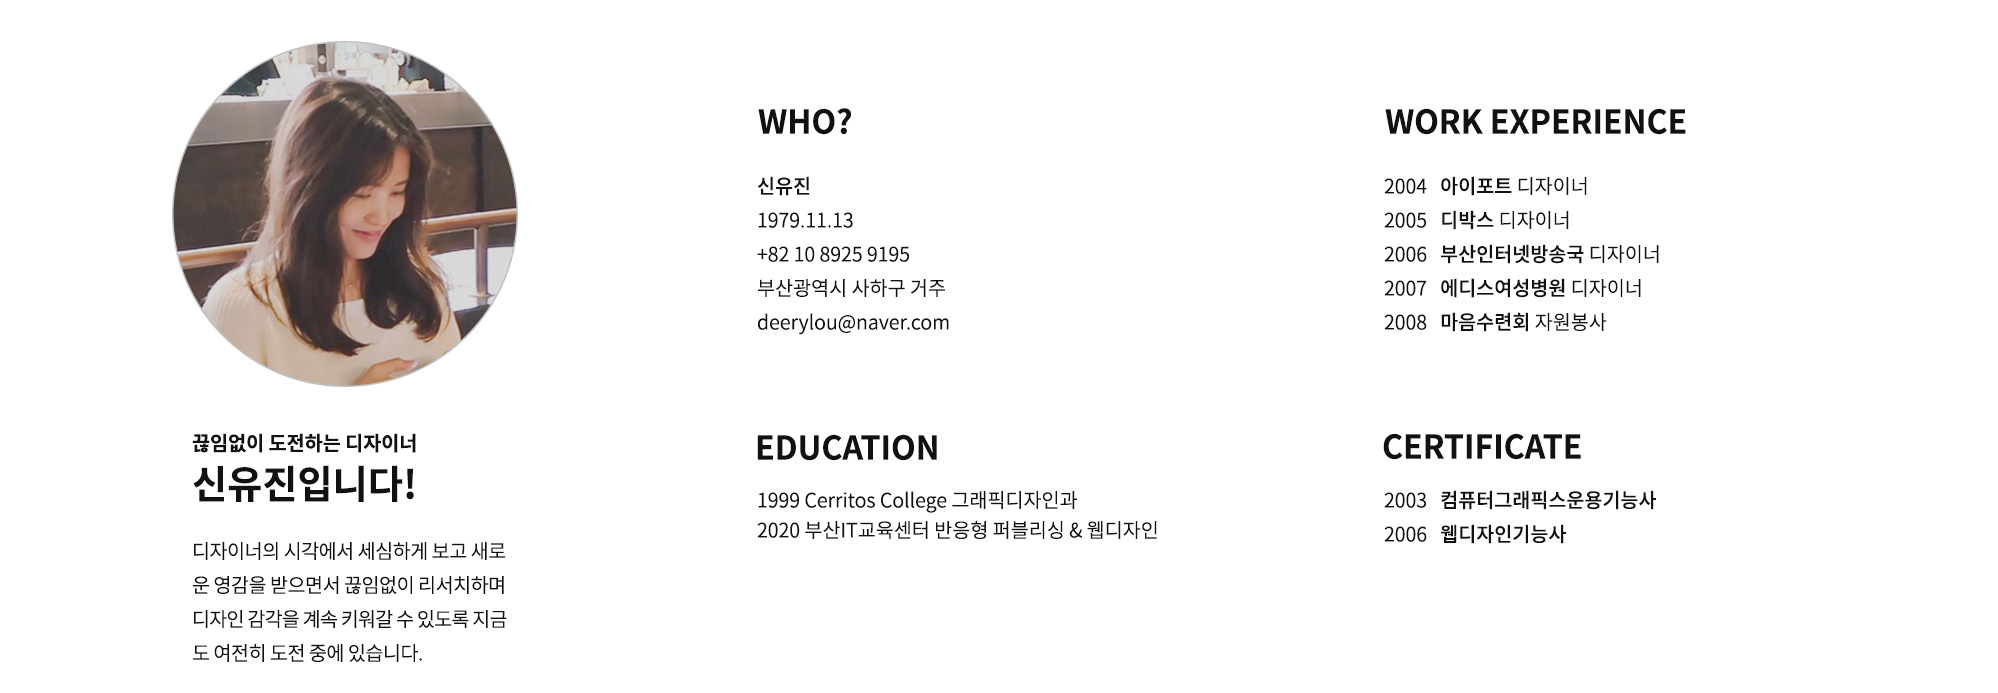 끊임없이 도전하는 디자이너
신유진입니다!
디자이너의 시각에서 세심하게 보고 새로
운 영감을 받으면서 끊임없이 리서치하며
디자인 감각을 계속 키워갈 수 있도록 지금
도 여전히 도전 중에 있습니다.
WHO?
신유진
1979.11.13
+82 10 8925 9195
부산광역시 사하구 거주
deerylou@naver.com
EDUCATION
1999 Cerritos College 그래픽디자인과
2020 부산IT교육센터 반응형 퍼블리싱 & 웹디자인
WORK EXPERIENCE
2004 아이포트 디자이너
2005 디박스 디자이너
2006 부산인터넷방송국 디자이너
2007 에디스여성병원 디자이너
2008 마음수련회 자원봉사
CERTIFICATE
2003 컴퓨터그래픽스운용기능사
2006 웹디자인기능사